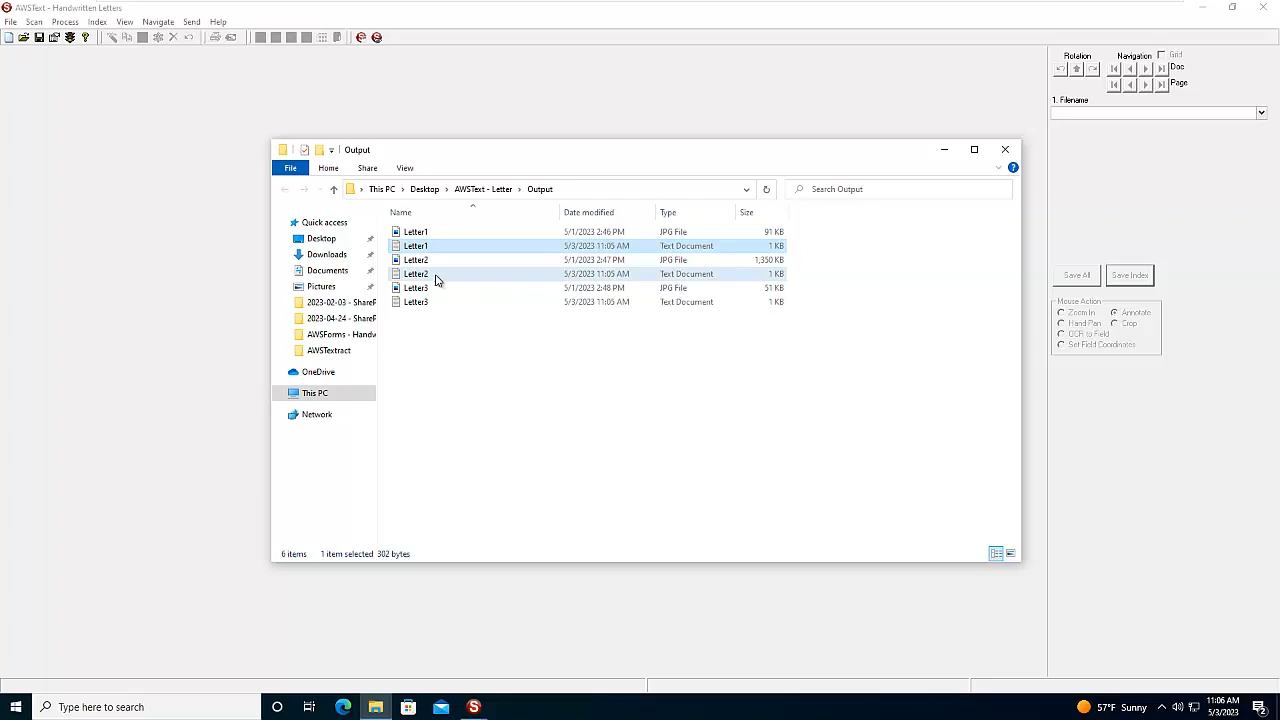 AWSText - Handwritten Letters
File Scan Process Index View Navigate Send Help
Rotation Navigation Grid
Doc
Page
1. Filename
Output
File Home Share View
This PC Desktop AWSText - Letter Output
Search Output
Name Date modified Type Size
Quick access
Desktop
Downloads
Documents
Pictures
2023-02-03 - ShareP
2023-04-24 - ShareP
AWSForms - Handw
AWSTextract
OneDrive
This PC
Network
Letter1 5/1/2023 2:46 PM JPG File 91 KB
Letter1 5/3/2023 11:05 AM Text Document 1 KB
Letter2 5/1/2023 2:47 PM JPG File 1,350 KB
Letter2 5/3/2023 11:05 AM Text Document 1 KB
Letter3 5/1/2023 2:48 PM JPG File 51 KB
Letter3 5/3/2023 11:05 AM Text Document 1 KB
6 items 1 item selected 302 bytes
Save All Save Index
Mouse Action
Zoom In Annotate
Hand Pan Crop
OCR to Field
Set Field Coordinates
Type here to search
57°F Sunny
11:06 AM
5/3/2023
2